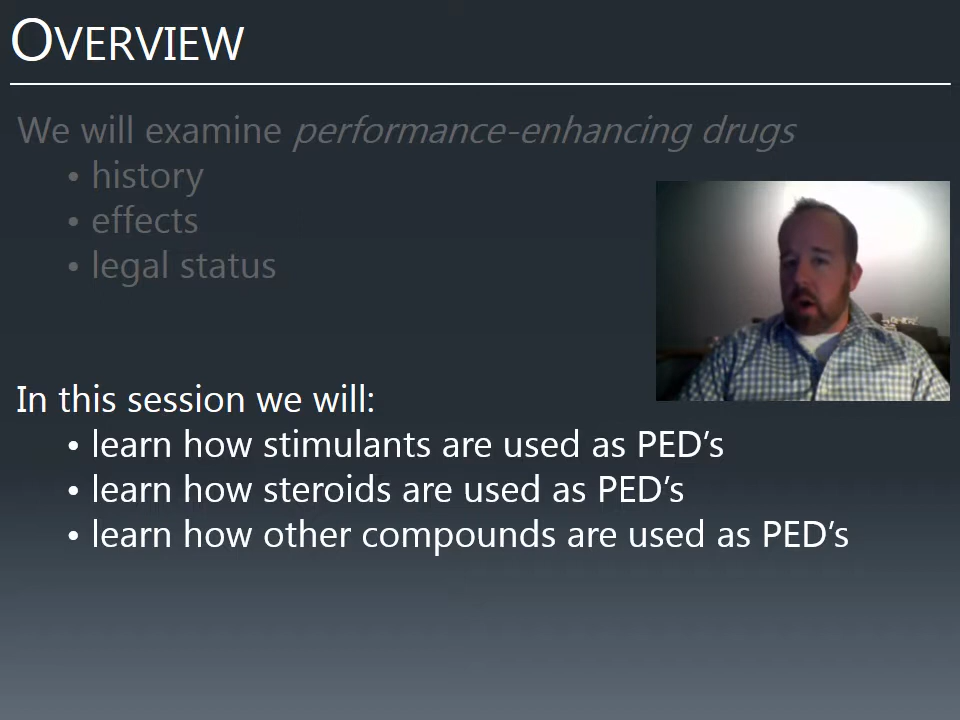 OVERVIEW
We will examine performance-enhancing drugs
• history
• effects
• legal status
In this session we will:
• learn how stimulants are used as PED’s
• learn how steroids are used as PED’s
• learn how other compounds are used as PED’s